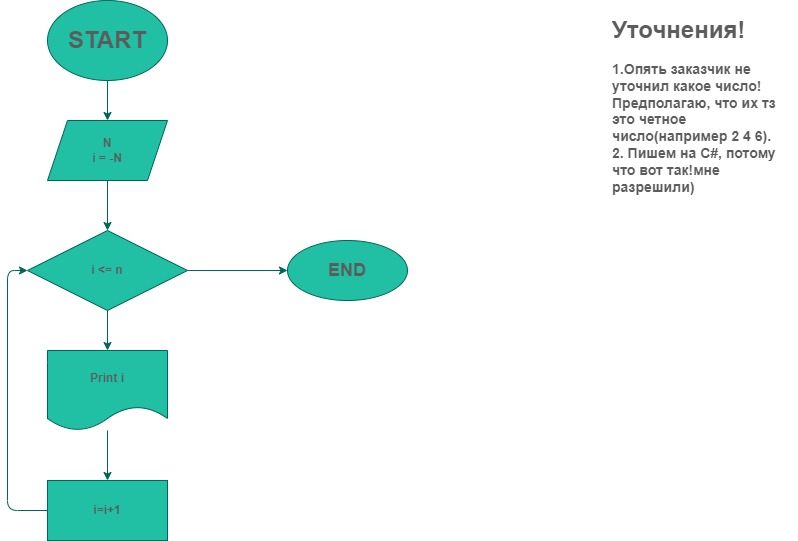 START
N
i = -N
i <= n
END
Print i
i=i+1
Уточнения!
1.Опять заказчик не
уточнил какое число!
Предполагаю, что их тз
это четное
число(например 2 4 6).
2. Пишем на C#, потому
что вот так!мне
разрешили)